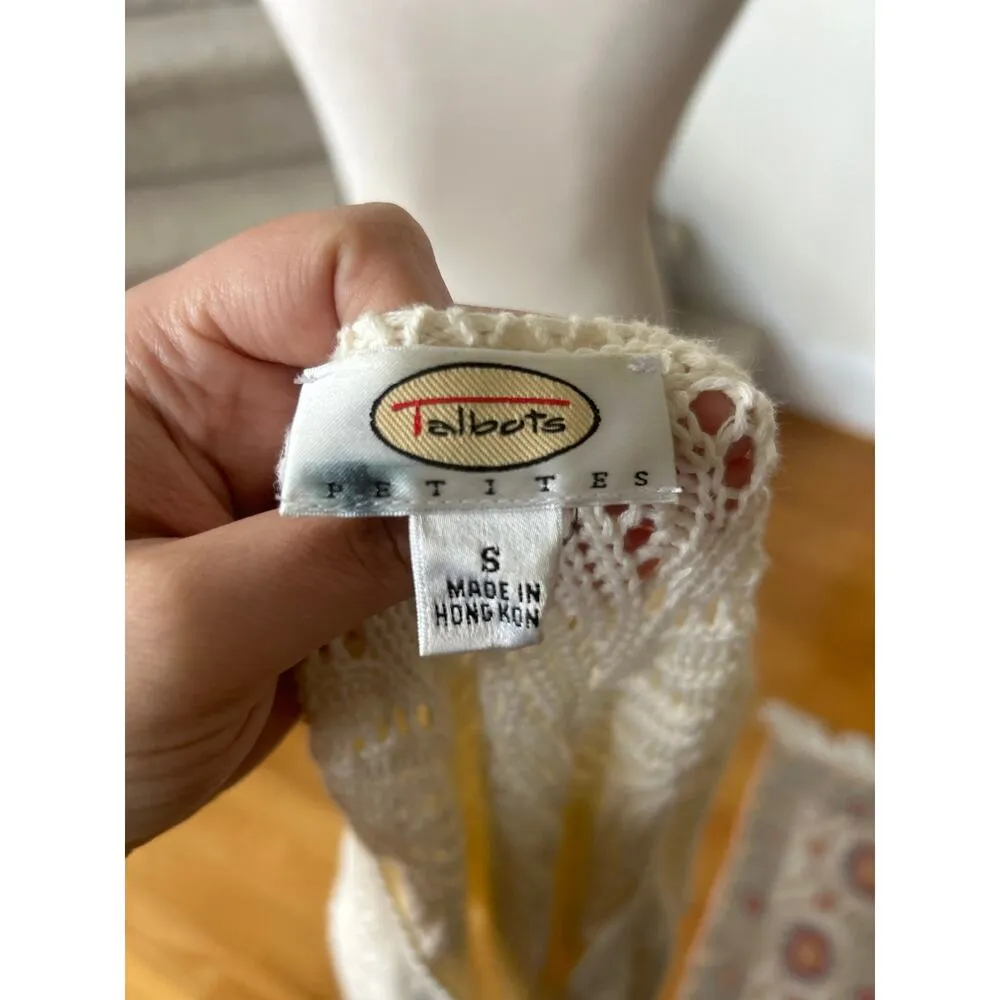 Talbots
PETITES
S
MADE IN
HONG KON